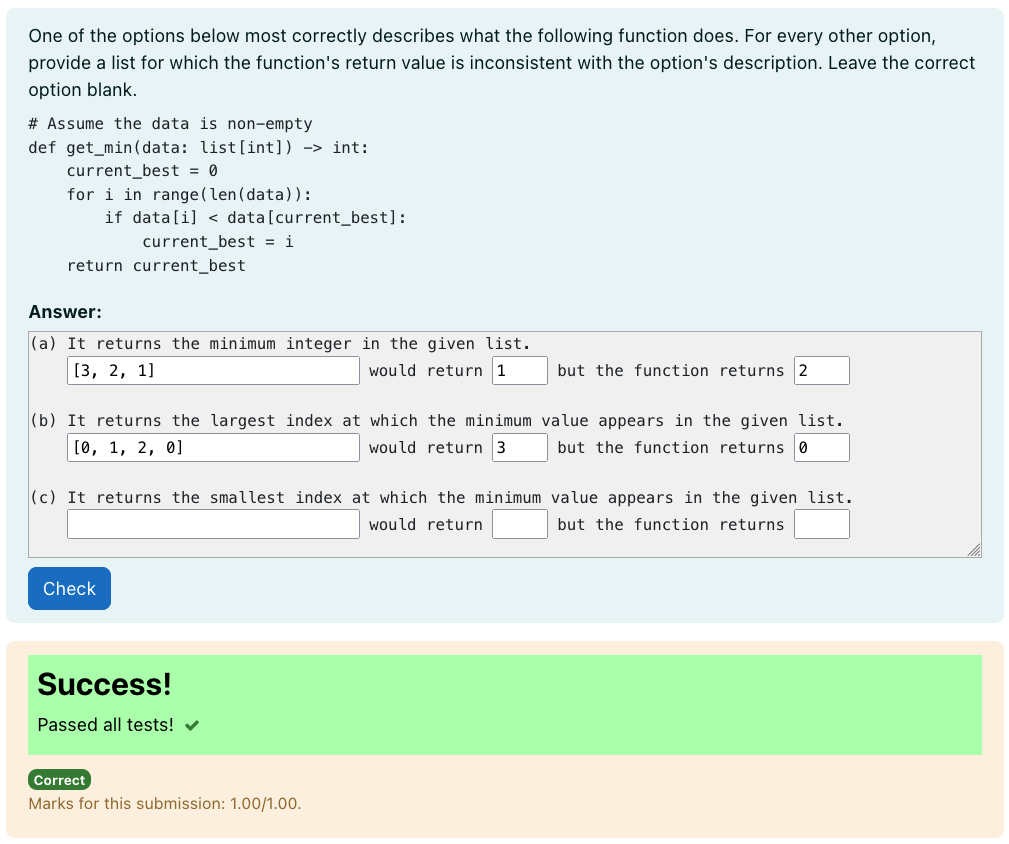 One of the options below most correctly describes what the following function does. For every other option,
provide a list for which the function's return value is inconsistent with the option's description. Leave the correct
option blank.
# Assume the data is non-empty
def get_min(data: list[int]) -> int:
    current_best = 0
    for i in range(len(data)):
        if data[i] < data[current_best]:
            current_best = i
    return current_best
Answer:
(a) It returns the minimum integer in the given list.
[3, 2, 1] would return 1 but the function returns 2
(b) It returns the largest index at which the minimum value appears in the given list.
[0, 1, 2, 0] would return 3 but the function returns 0
(c) It returns the smallest index at which the minimum value appears in the given list.
would return but the function returns
Check
Success!
Passed all tests! ✔
Correct
Marks for this submission: 1.00/1.00.